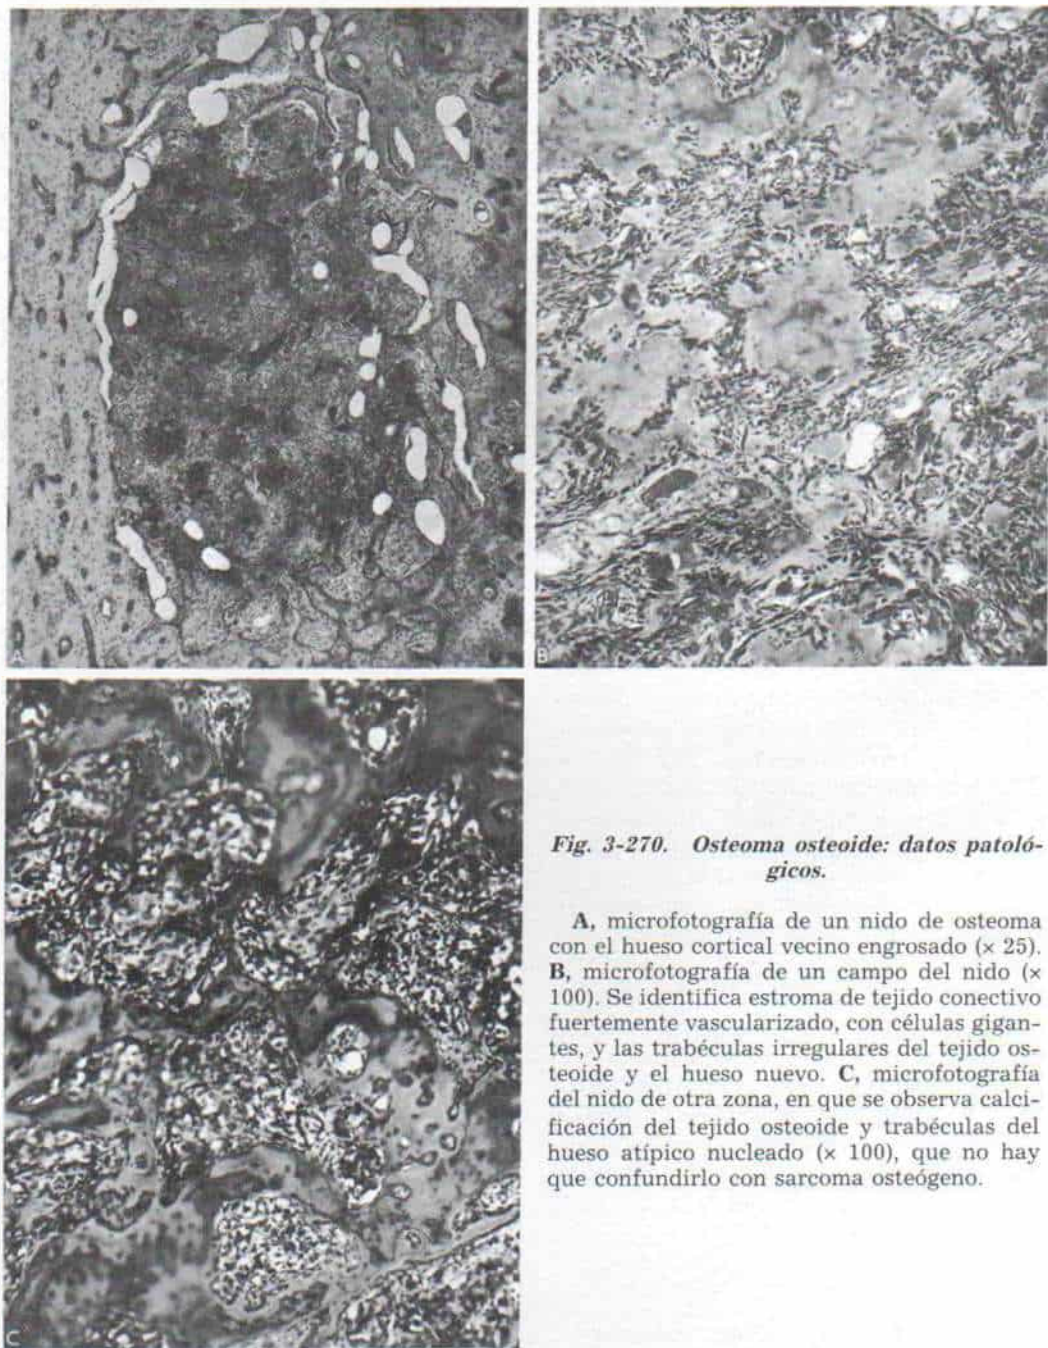 A
B
C
Fig. 3-270. Osteoma osteoide: datos patoló-
gicos.
A, microfotografía de un nido de osteoma
con el hueso cortical vecino engrosado (× 25).
B, microfotografía de un campo del nido (×
100). Se identifica estroma de tejido conectivo
fuertemente vascularizado, con células gigan-
tes, y las trabéculas irregulares del tejido os-
teoide y el hueso nuevo. C, microfotografía
del nido de otra zona, en que se observa calci-
ficación del tejido osteoide y trabéculas del
hueso atípico nucleado (× 100), que no hay
que confundirlo con sarcoma osteógeno.